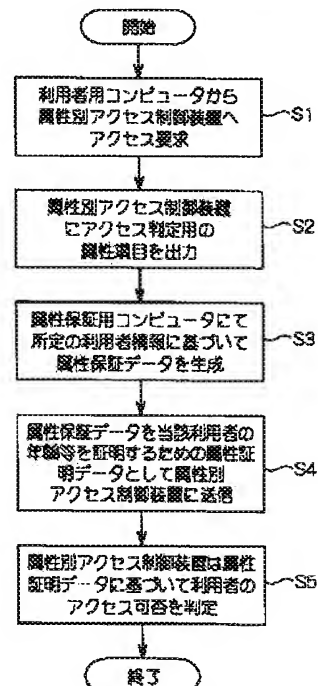 開始
利用者用コンピュータから
属性別アクセス制御装置へ
アクセス要求
S1
属性別アクセス制御装置
にアクセス判定用の
属性項目を出力
S2
属性保証用コンピュータにて
所定の利用者情報に基づいて
属性保証データを生成
S3
属性保証データを当該利用者の
年齢等を証明するための属性証
明データとして属性別
アクセス制御装置に送信
S4
属性別アクセス制御装置は属性
証明データに基づいて利用者の
アクセス可否を判定
S5
終了